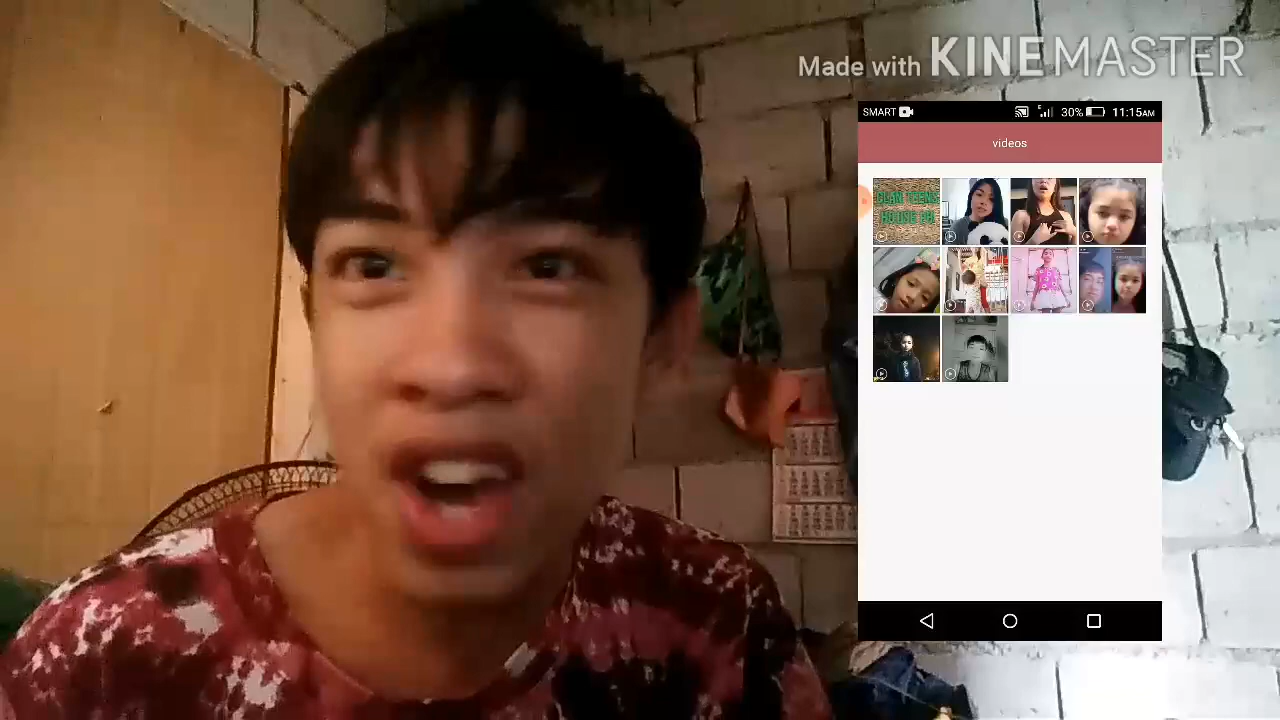 Made with KINEMASTER
SMART 30% 11:15AM
videos
CLAN TEENS
HOUSE PH